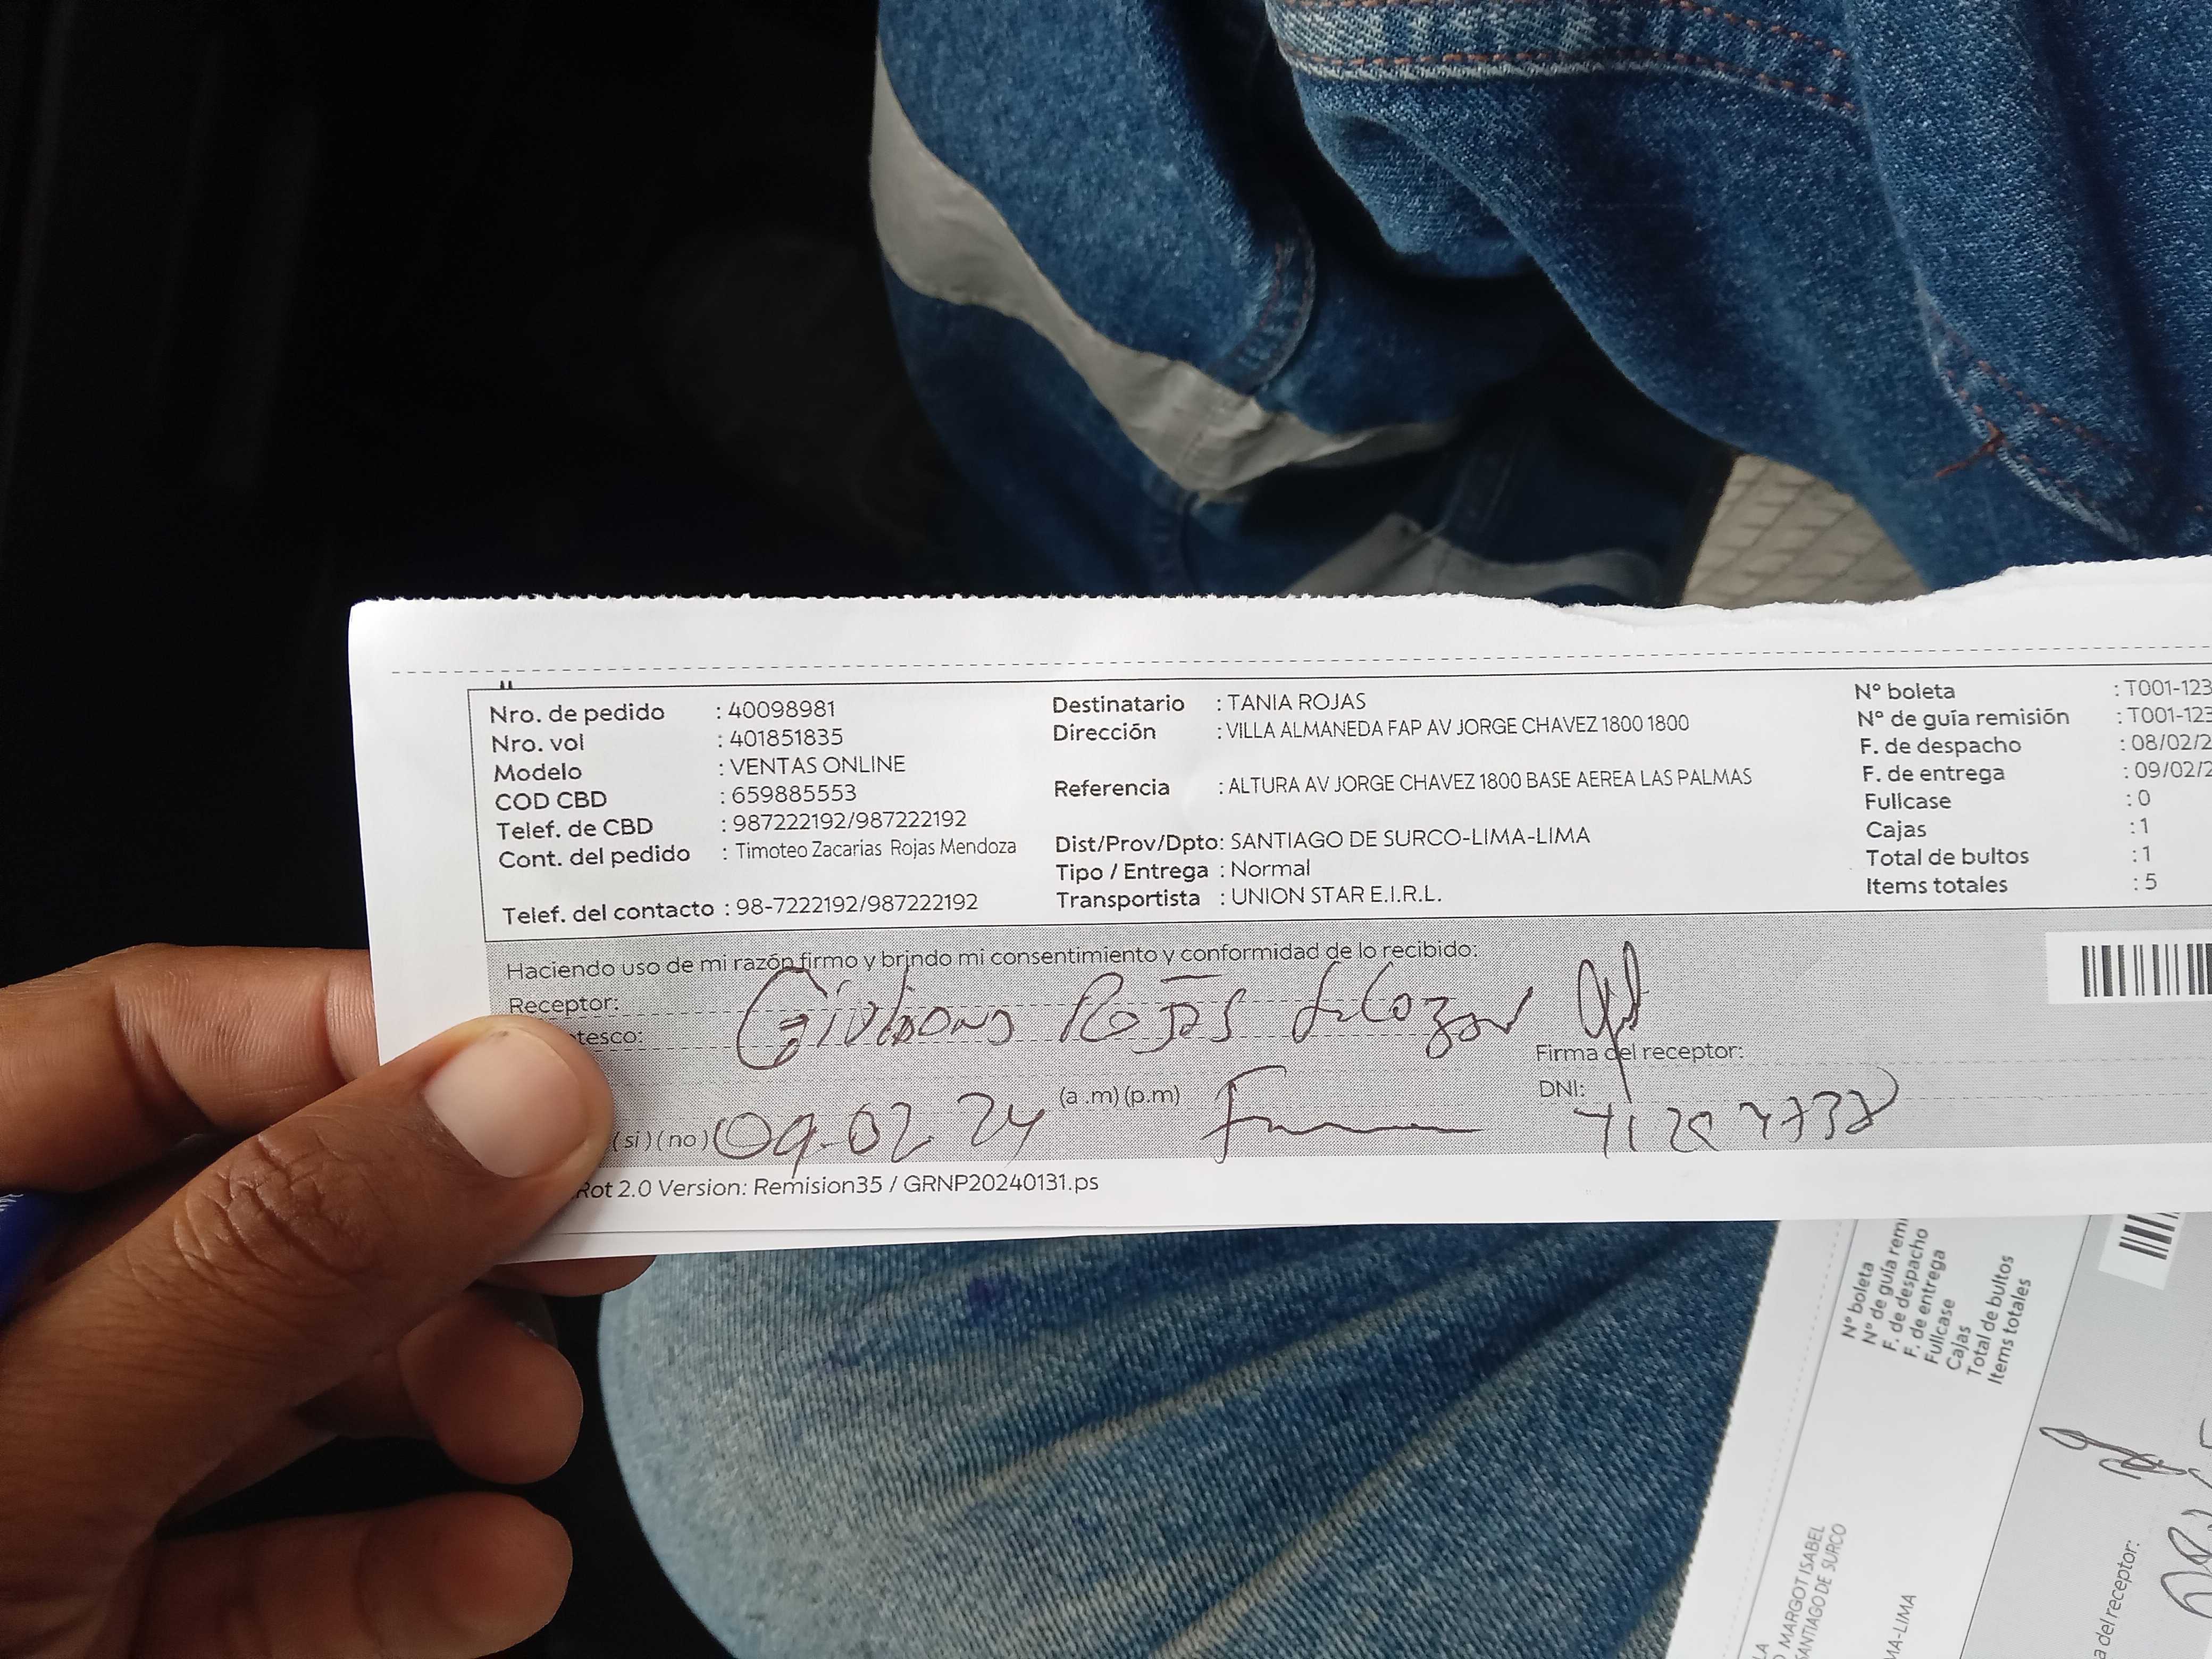 Nro. de pedido : 40098981
Nro. vol : 401851835
Modelo : VENTAS ONLINE
COD CBD : 659885553
Telef. de CBD : 987222192/987222192
Cont. del pedido : Timoteo Zacarias Rojas Mendoza
Telef. del contacto : 98-7222192/987222192
Destinatario : TANIA ROJAS
Dirección : VILLA ALMANEDA FAP AV JORGE CHAVEZ 1800 1800
Referencia : ALTURA AV JORGE CHAVEZ 1800 BASE AEREA LAS PALMAS
Dist/Prov/Dpto: SANTIAGO DE SURCO-LIMA-LIMA
Tipo / Entrega : Normal
Transportista : UNION STAR E.I.R.L.
N° boleta : T001-123
N° de guía remisión : T001-123
F. de despacho : 08/02/2
F. de entrega : 09/02/2
Fullcase : 0
Cajas : 1
Total de bultos : 1
Items totales : 5
Haciendo uso de mi razón firmo y brindo mi consentimiento y conformidad de lo recibido:
Receptor:
tesco:
Rojas
Firma del receptor:
(a .m) (p.m)
DNI:
(si) (no) 09-02 24
Rot 2.0 Version: Remision35 / GRNP20240131.ps
N° boleta
N° de guía remi
F. de despacho
F. de entrega
Fullcase
Cajas
Total de bultos
Items totales
LA
O MARGOT ISABEL
SANTIAGO DE SURCO
MA-LIMA
a del receptor: